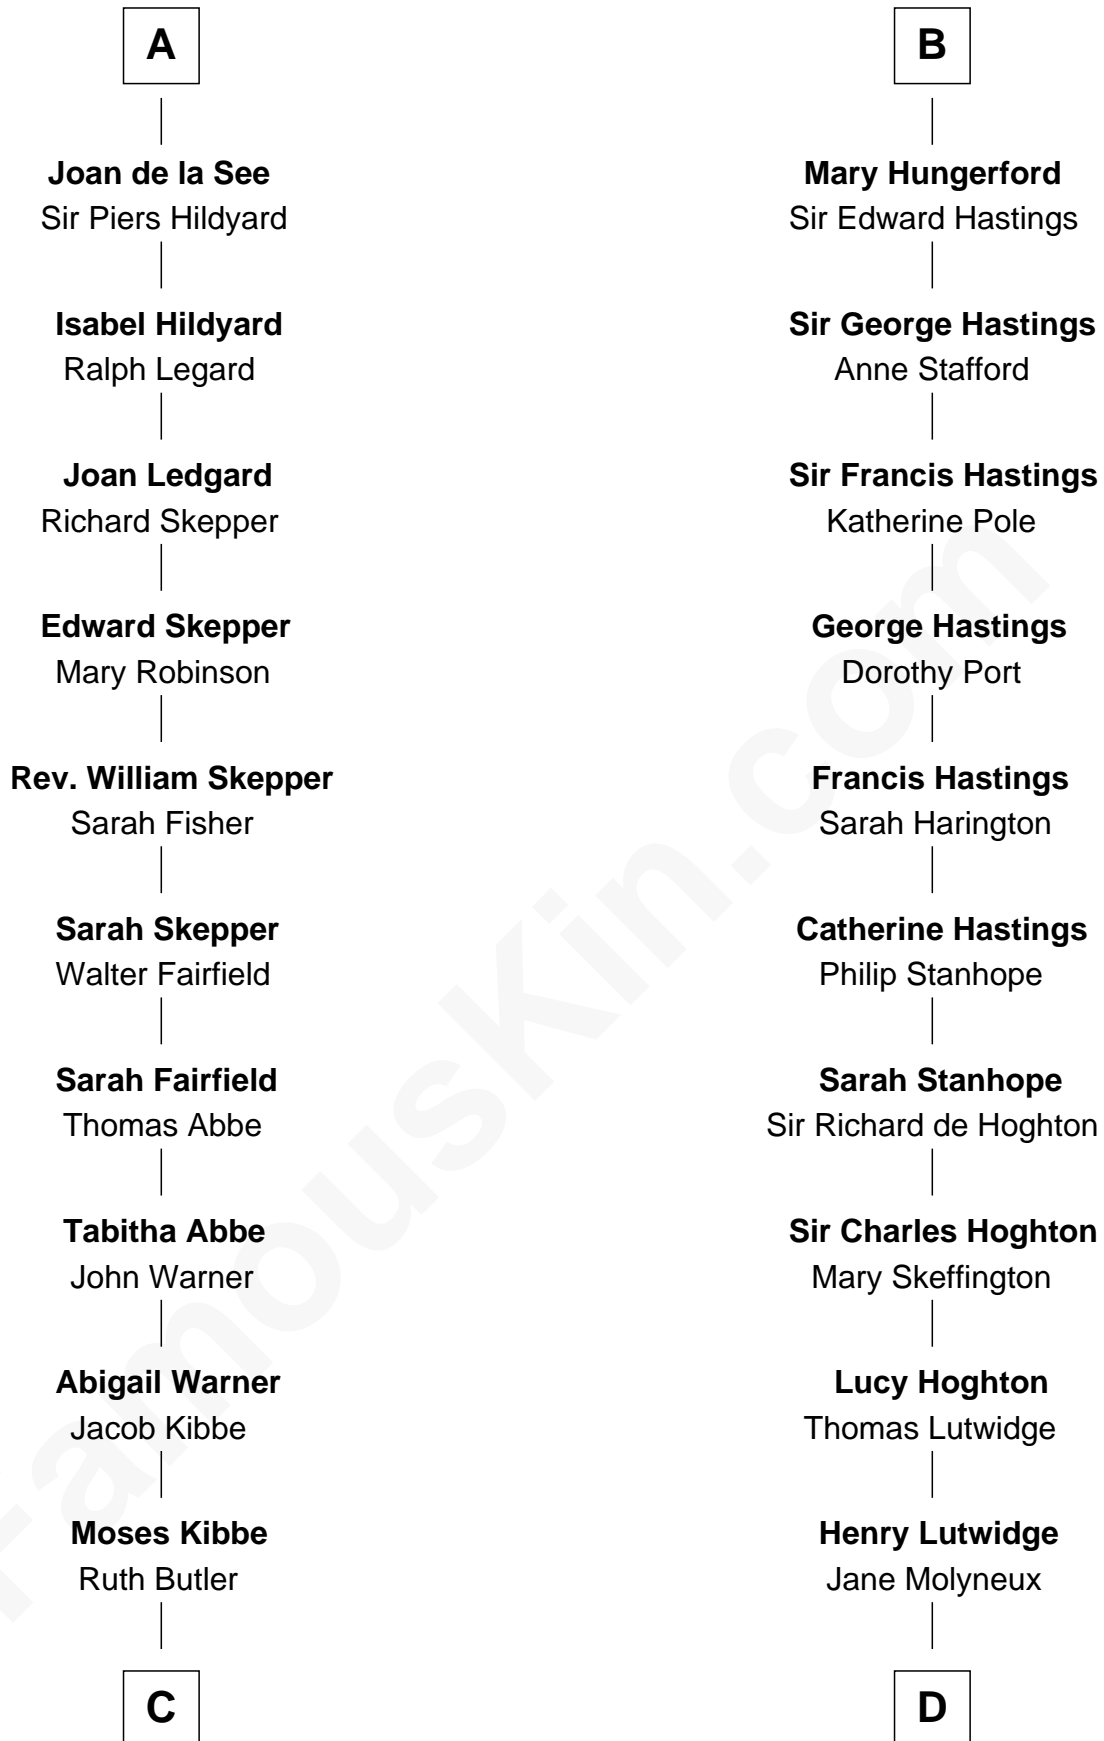 A
Joan de la See
Sir Piers Hildyard
Isabel Hildyard
Ralph Legard
Joan Ledgard
Richard Skepper
Edward Skepper
Mary Robinson
Rev. William Skepper
Sarah Fisher
Sarah Skepper
Walter Fairfield
Sarah Fairfield
Thomas Abbe
Tabitha Abbe
John Warner
Abigail Warner
Jacob Kibbe
Moses Kibbe
Ruth Butler
C
B
Mary Hungerford
Sir Edward Hastings
Sir George Hastings
Anne Stafford
Sir Francis Hastings
Katherine Pole
George Hastings
Dorothy Port
Francis Hastings
Sarah Harington
Catherine Hastings
Philip Stanhope
Sarah Stanhope
Sir Richard de Hoghton
Sir Charles Hoghton
Mary Skeffington
Lucy Hoghton
Thomas Lutwidge
Henry Lutwidge
Jane Molyneux
D
FamousKin.com